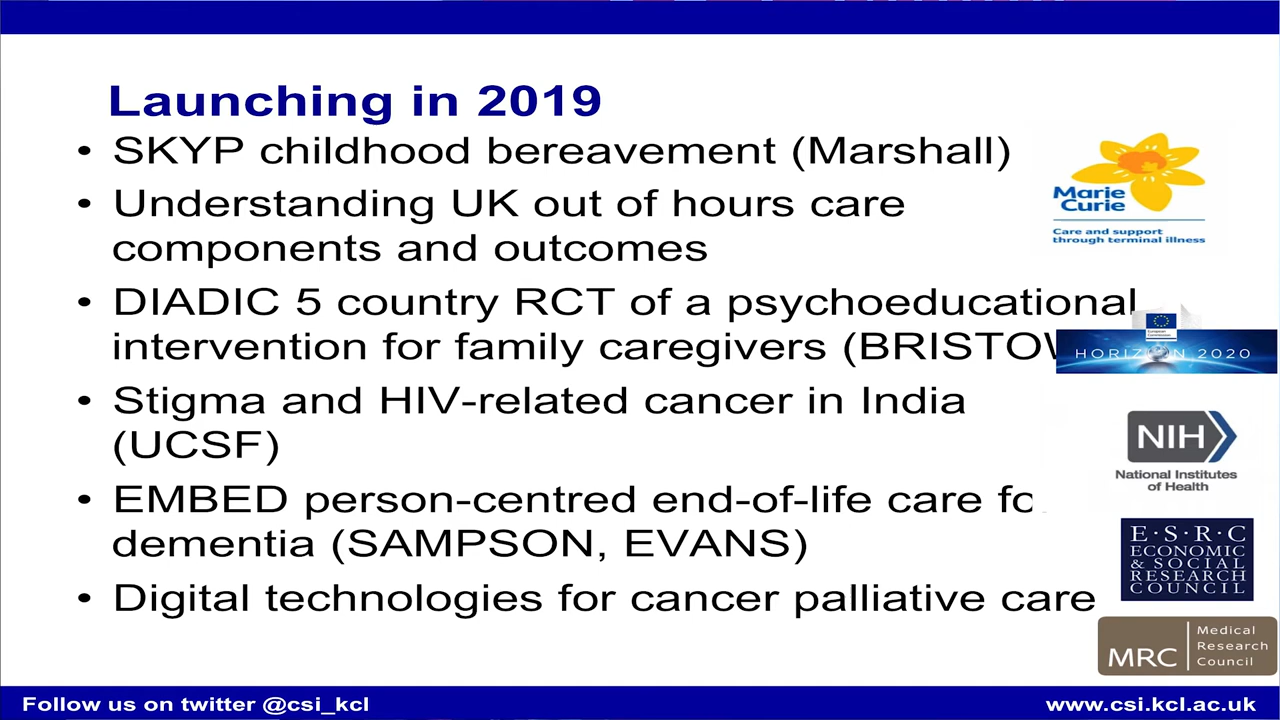 Launching in 2019
• SKYP childhood bereavement (Marshall)
• Understanding UK out of hours care
components and outcomes
• DIADIC 5 country RCT of a psychoeducational
intervention for family caregivers (BRISTOW
• Stigma and HIV-related cancer in India
(UCSF)
• EMBED person-centred end-of-life care fo
dementia (SAMPSON, EVANS)
• Digital technologies for cancer palliative care
Marie
Curie
Care and support
through terminal illness
European
Commission
HORIZON 2020
NIH
National Institutes
of Health
E·S·R·C
ECONOMIC
& SOCIAL
RESEARCH
COUNCIL
MRC
Medical
Research
Council
Follow us on twitter @csi_kcl
www.csi.kcl.ac.uk